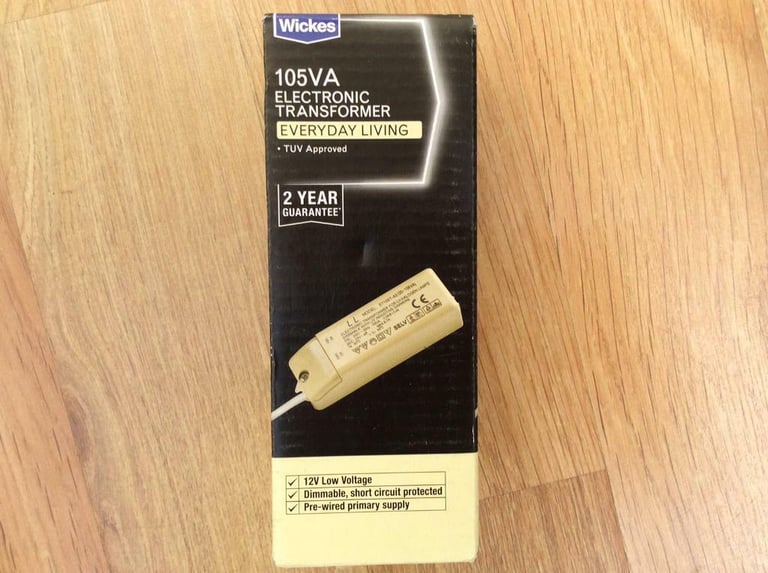 Wickes
105VA
ELECTRONIC
TRANSFORMER
EVERYDAY LIVING
• TUV Approved
2 YEAR
GUARANTEE*
MODEL
SELV
CE
12V Low Voltage
Dimmable, short circuit protected
Pre-wired primary supply